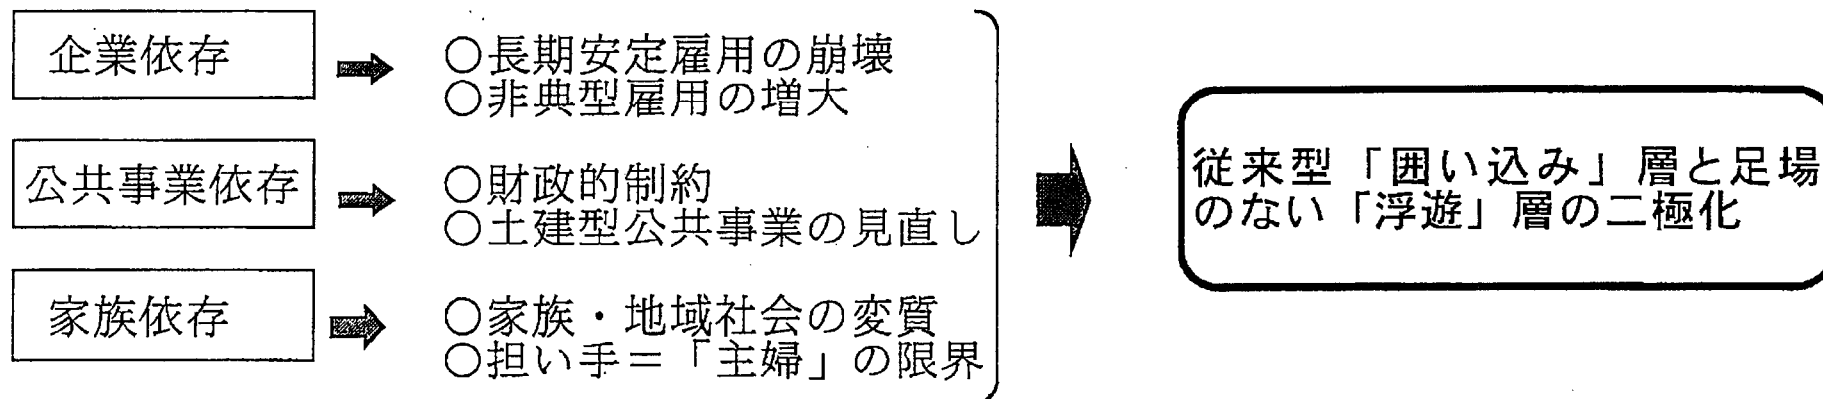 企業依存
○長期安定雇用の崩壊
○非典型雇用の増大
公共事業依存
○財政的制約
○土建型公共事業の見直し
家族依存
○家族・地域社会の変質
○担い手＝「主婦」の限界
従来型「囲い込み」層と足場
のない「浮遊」層の二極化